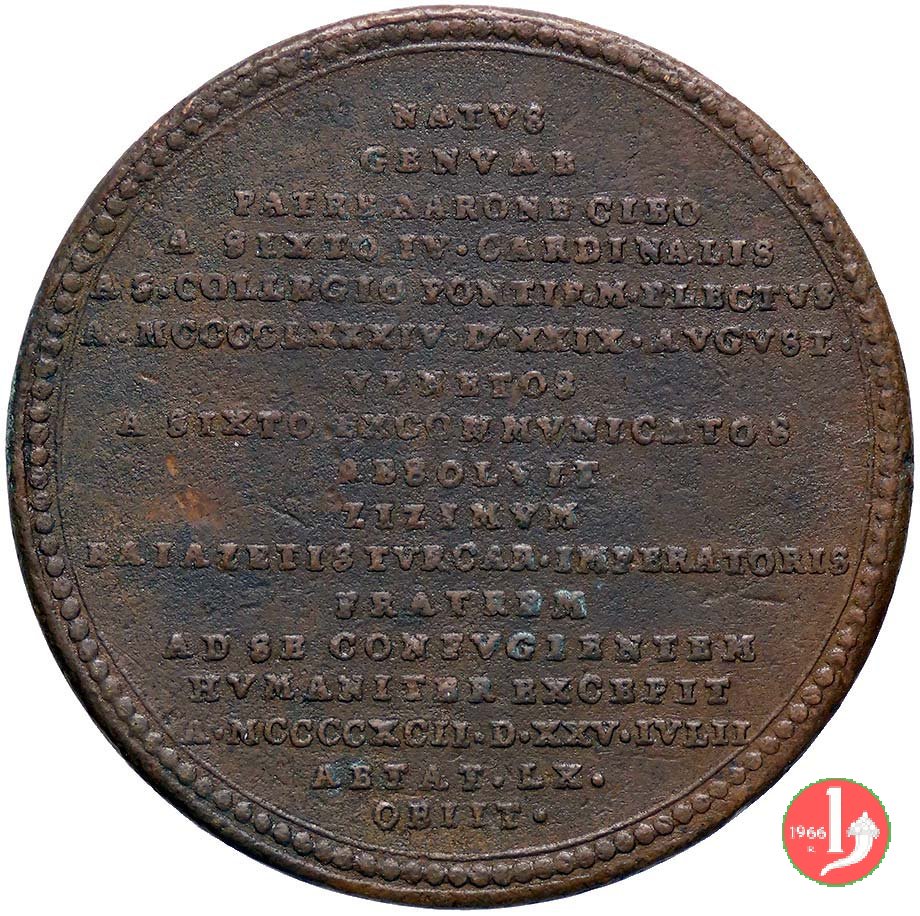 NATVS
GENVAE
PATRE AARONE CIBO
A SIXTO IV·CARDINALIS
A S·COLLEGIO PONTIF·M·ELECTVS
A·MCCCCLXXXIV·D·XXIX·AVGVST·
VENETOS
A SIXTO EXCOMMVNICATOS
ABSOLVIT
ZIZIMVM
BAIAZETIS TVRCAR·IMPERATORIS
FRATREM
AD SE CONFVGIENTEM
HVMANITER EXCEPIT
A·MCCCCXCII·D·XXV·IVLII
AETAT·LX·
OBIIT·
1966
R